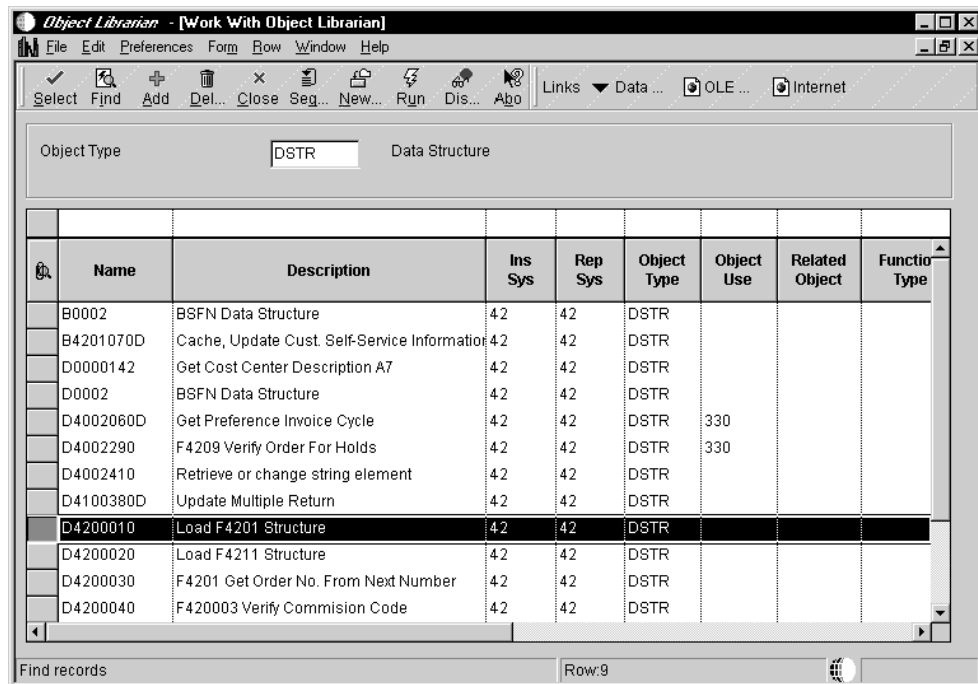 Object Librarian - [Work With Object Librarian]
File Edit Preferences Form Row Window Help
Select Find Add Del... Close Seq... New... Run Dis... Abo Links Data ... OLE ... Internet
Object Type DSTR Data Structure
Name Description Ins Sys Rep Sys Object Type Object Use Related Object Functio Type
B0002 BSFN Data Structure 42 42 DSTR
B4201070D Cache, Update Cust. Self-Service Information 42 42 DSTR
D0000142 Get Cost Center Description A7 42 42 DSTR
D0002 BSFN Data Structure 42 42 DSTR
D4002060D Get Preference Invoice Cycle 42 42 DSTR 330
D4002290 F4209 Verify Order For Holds 42 42 DSTR 330
D4002410 Retrieve or change string element 42 42 DSTR
D4100380D Update Multiple Return 42 42 DSTR
D4200010 Load F4201 Structure 42 42 DSTR
D4200020 Load F4211 Structure 42 42 DSTR
D4200030 F4201 Get Order No. From Next Number 42 42 DSTR
D4200040 F420003 Verify Commision Code 42 42 DSTR
Find records Row:9